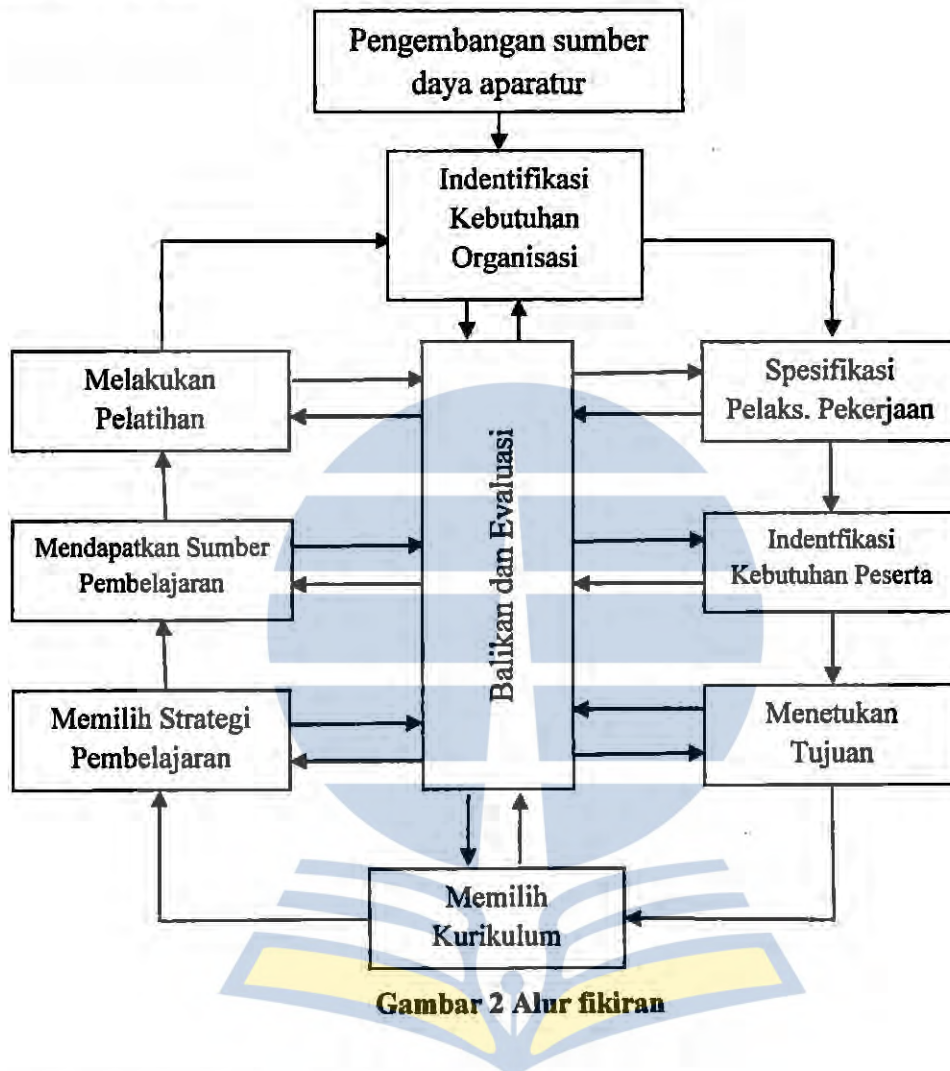 Pengembangan sumber
daya aparatur
Indentifikasi
Kebutuhan
Organisasi
Melakukan
Pelatihan
Spesifikasi
Pelaks. Pekerjaan
Balikan dan Evaluasi
Mendapatkan Sumber
Pembelajaran
Indentfikasi
Kebutuhan Peserta
Memilih Strategi
Pembelajaran
Menetukan
Tujuan
Memilih
Kurikulum
Gambar 2 Alur fikiran